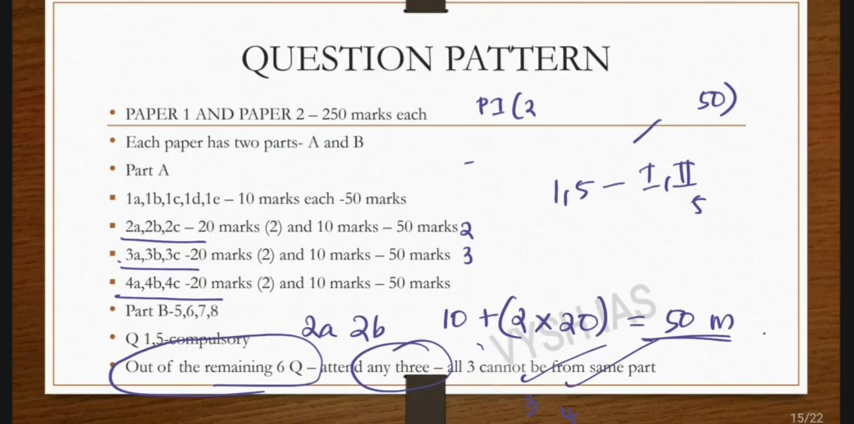 QUESTION PATTERN
• PAPER 1 AND PAPER 2 – 250 marks each
PI (2 50)
• Each paper has two parts- A and B
• Part A
1,5 – I, II
5
▪ 1a,1b,1c,1d,1e – 10 marks each -50 marks
▪ 2a,2b,2c – 20 marks (2) and 10 marks – 50 marks 2
▪ 3a,3b,3c -20 marks (2) and 10 marks – 50 marks 3
▪ 4a,4b,4c -20 marks (2) and 10 marks – 50 marks
• Part B-5,6,7,8
2a 2b 10 + (2 × 20) = 50 m
• Q 1,5-compulsory
• Out of the remaining 6 Q – attend any three – all 3 cannot be from same part
3 4
15/22